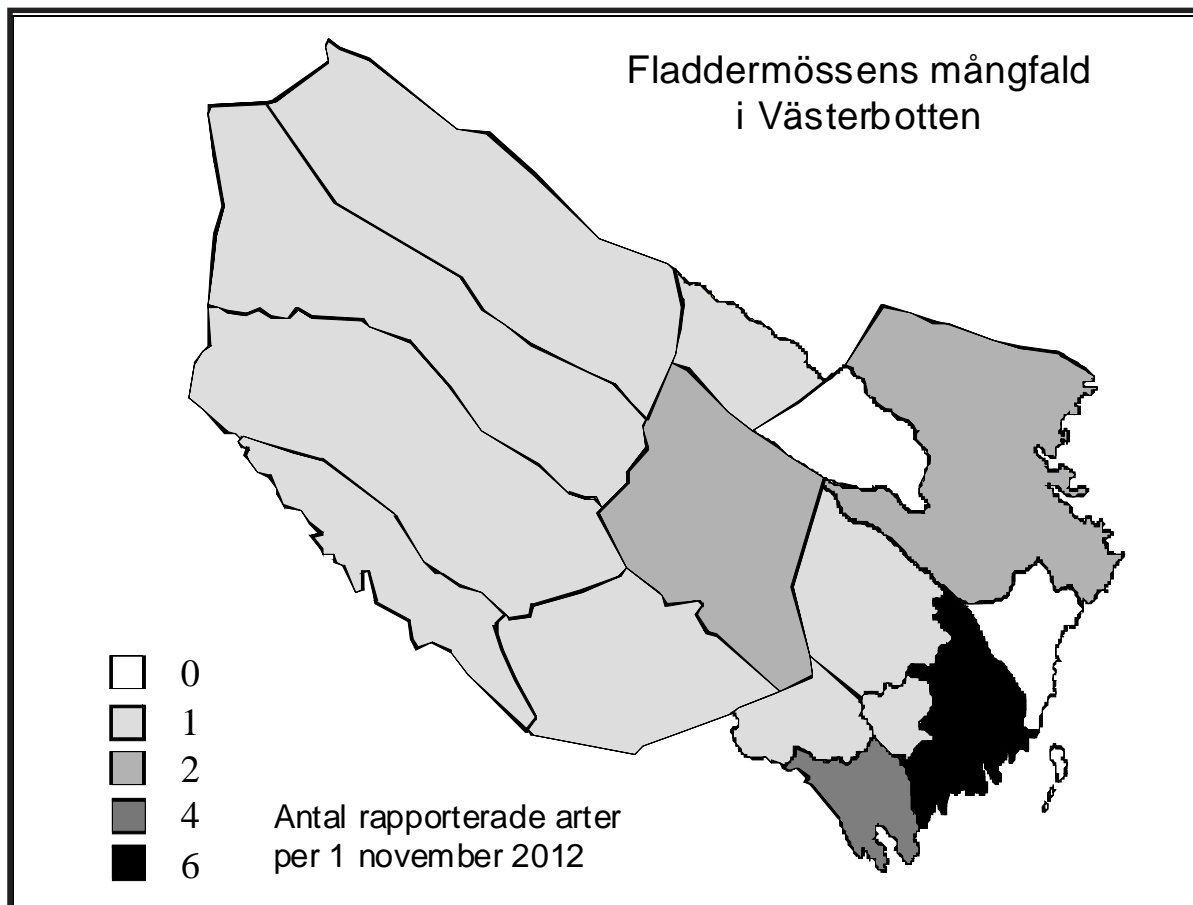 Fladdermössens mångfald
i Västerbotten
0
1
2
4
6
Antal rapporterade arter
per 1 november 2012